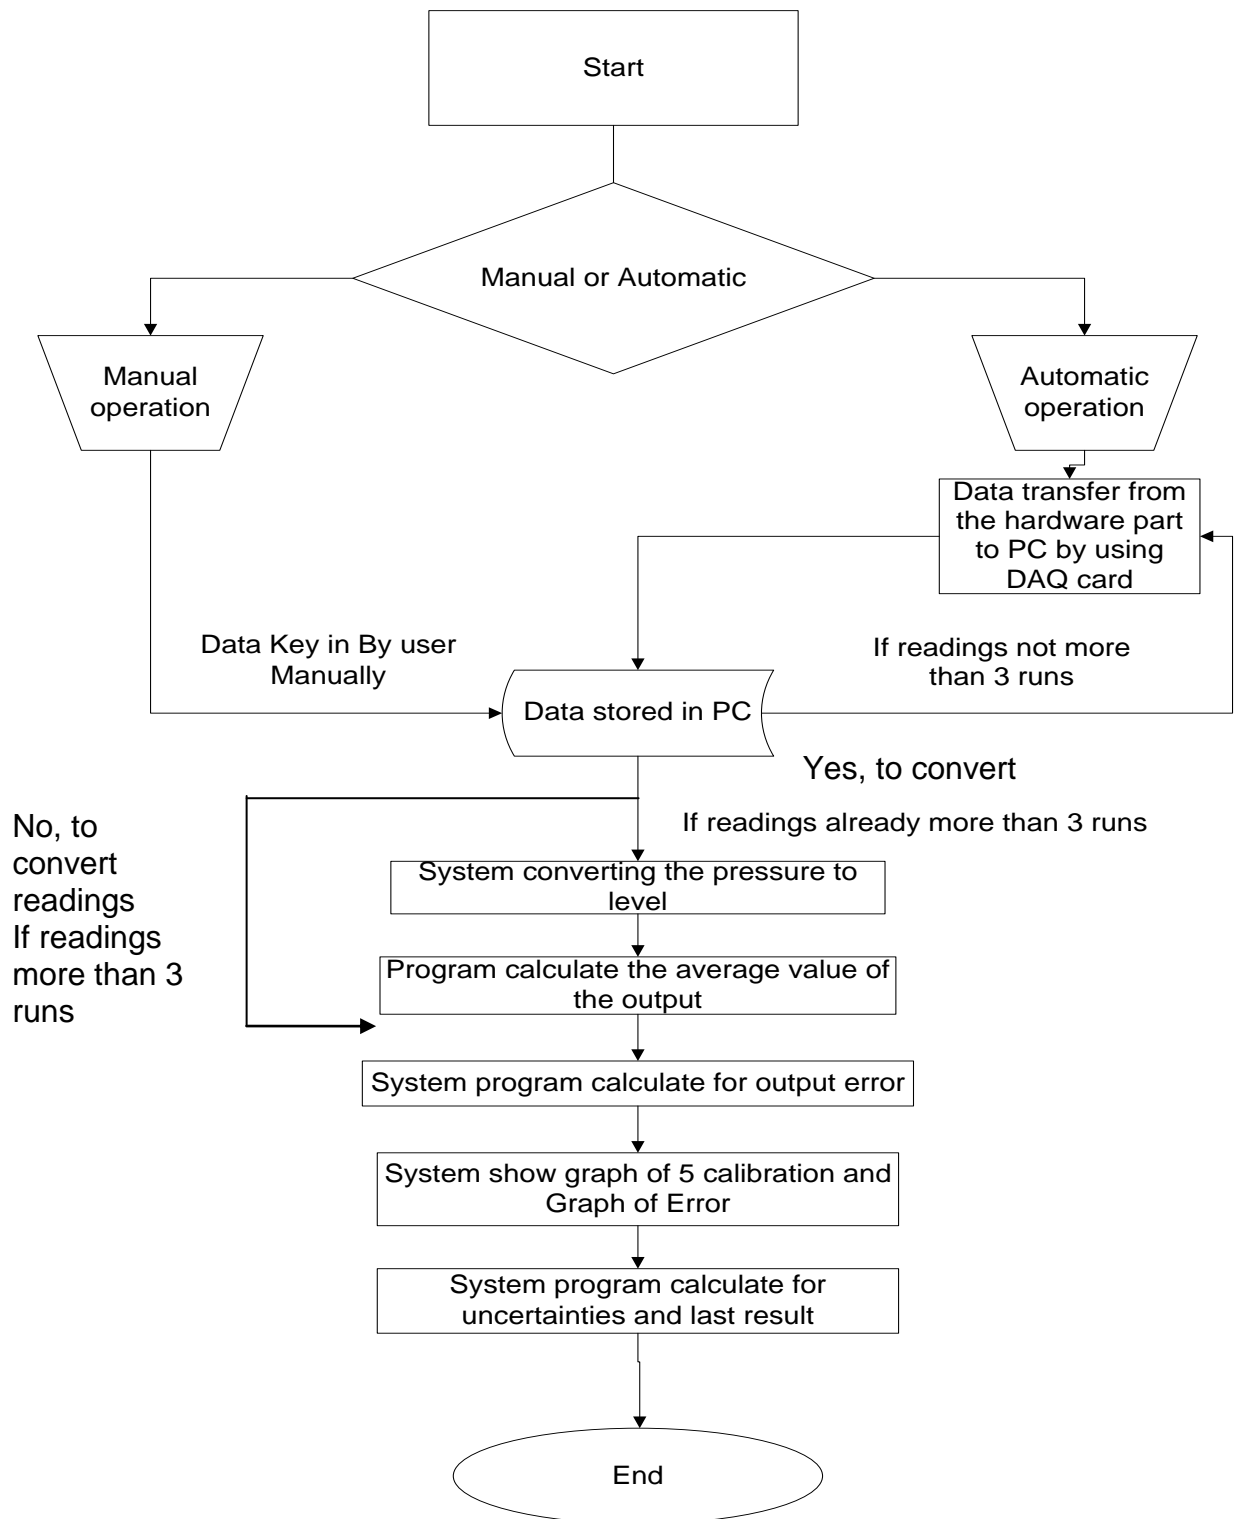 Start
Manual or Automatic
Manual
operation
Automatic
operation
Data transfer from
the hardware part
to PC by using
DAQ card
Data Key in By user
Manually
If readings not more
than 3 runs
Data stored in PC
Yes, to convert
If readings already more than 3 runs
No, to
convert
readings
If readings
more than 3
runs
System converting the pressure to
level
Program calculate the average value of
the output
System program calculate for output error
System show graph of 5 calibration and
Graph of Error
System program calculate for
uncertainties and last result
End